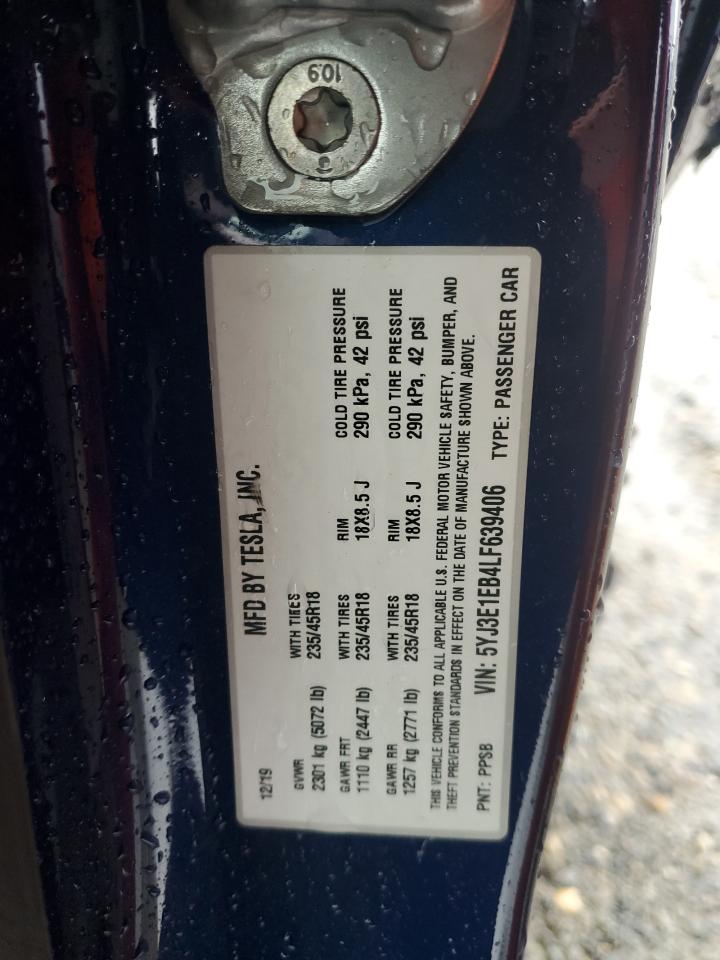 10.9
MFD BY TESLA, INC.
12/19
GVWR WITH TIRES
2301 kg (5072 lb) 235/45R18
GAWR FRT WITH TIRES RIM COLD TIRE PRESSURE
1110 kg (2447 lb) 235/45R18 18X8.5 J 290 kPa, 42 psi
GAWR RR WITH TIRES RIM COLD TIRE PRESSURE
1257 kg (2771 lb) 235/45R18 18X8.5 J 290 kPa, 42 psi
THIS VEHICLE CONFORMS TO ALL APPLICABLE U.S. FEDERAL MOTOR VEHICLE SAFETY, BUMPER, AND
THEFT PREVENTION STANDARDS IN EFFECT ON THE DATE OF MANUFACTURE SHOWN ABOVE.
PNT: PPSB VIN: 5YJ3E1EB4LF639406 TYPE: PASSENGER CAR